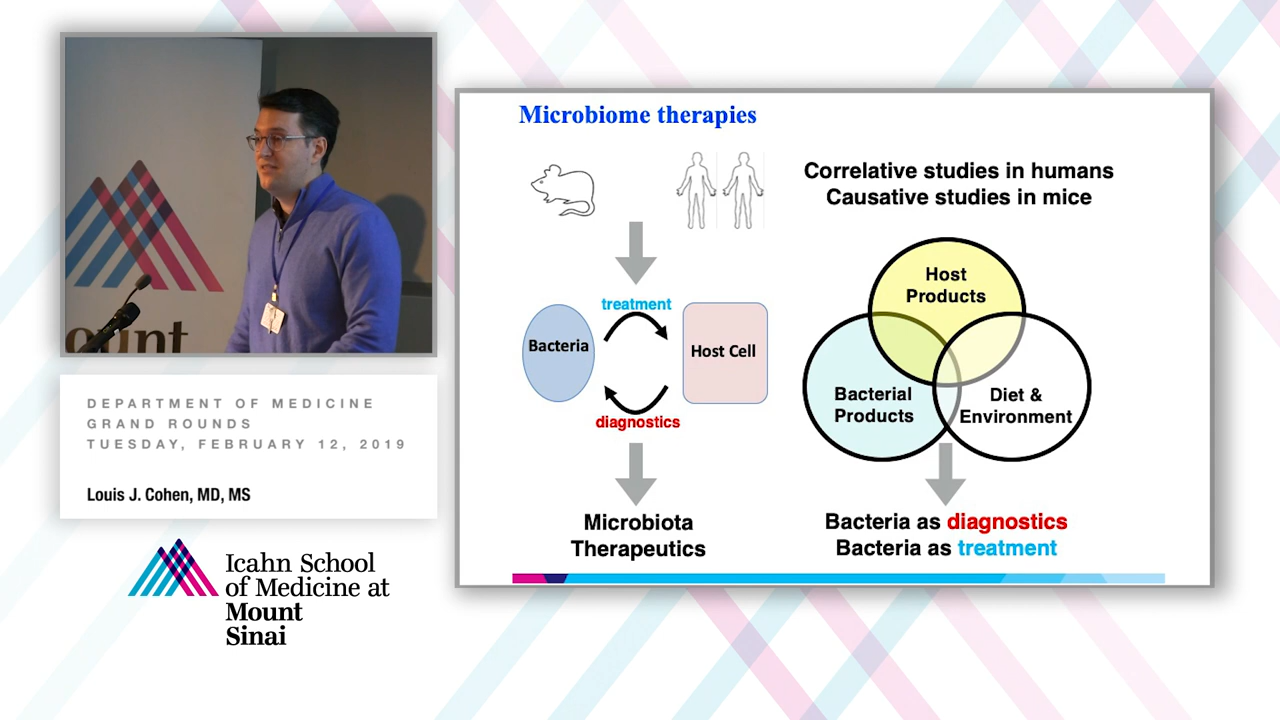 ount
DEPARTMENT OF MEDICINE
GRAND ROUNDS
TUESDAY, FEBRUARY 12, 2019
Louis J. Cohen, MD, MS
Icahn School
of Medicine at
Mount
Sinai
Microbiome therapies
treatment
Bacteria
Host Cell
diagnostics
Microbiota
Therapeutics
Correlative studies in humans
Causative studies in mice
Host
Products
Bacterial
Products
Diet &
Environment
Bacteria as diagnostics
Bacteria as treatment